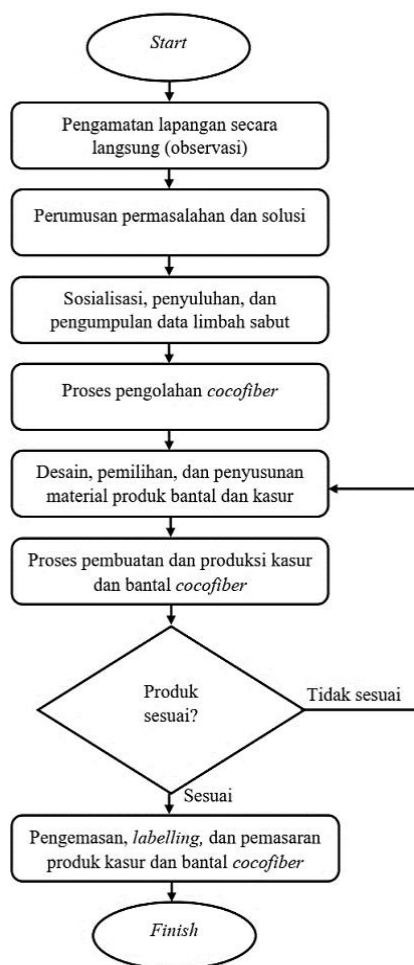 Start
Pengamatan lapangan secara
langsung (observasi)
Perumusan permasalahan dan solusi
Sosialisasi, penyuluhan, dan
pengumpulan data limbah sabut
Proses pengolahan cocofiber
Desain, pemilihan, dan penyusunan
material produk bantal dan kasur
Proses pembuatan dan produksi kasur
dan bantal cocofiber
Produk
sesuai?
Tidak sesuai
Sesuai
Pengemasan, labelling, dan pemasaran
produk kasur dan bantal cocofiber
Finish